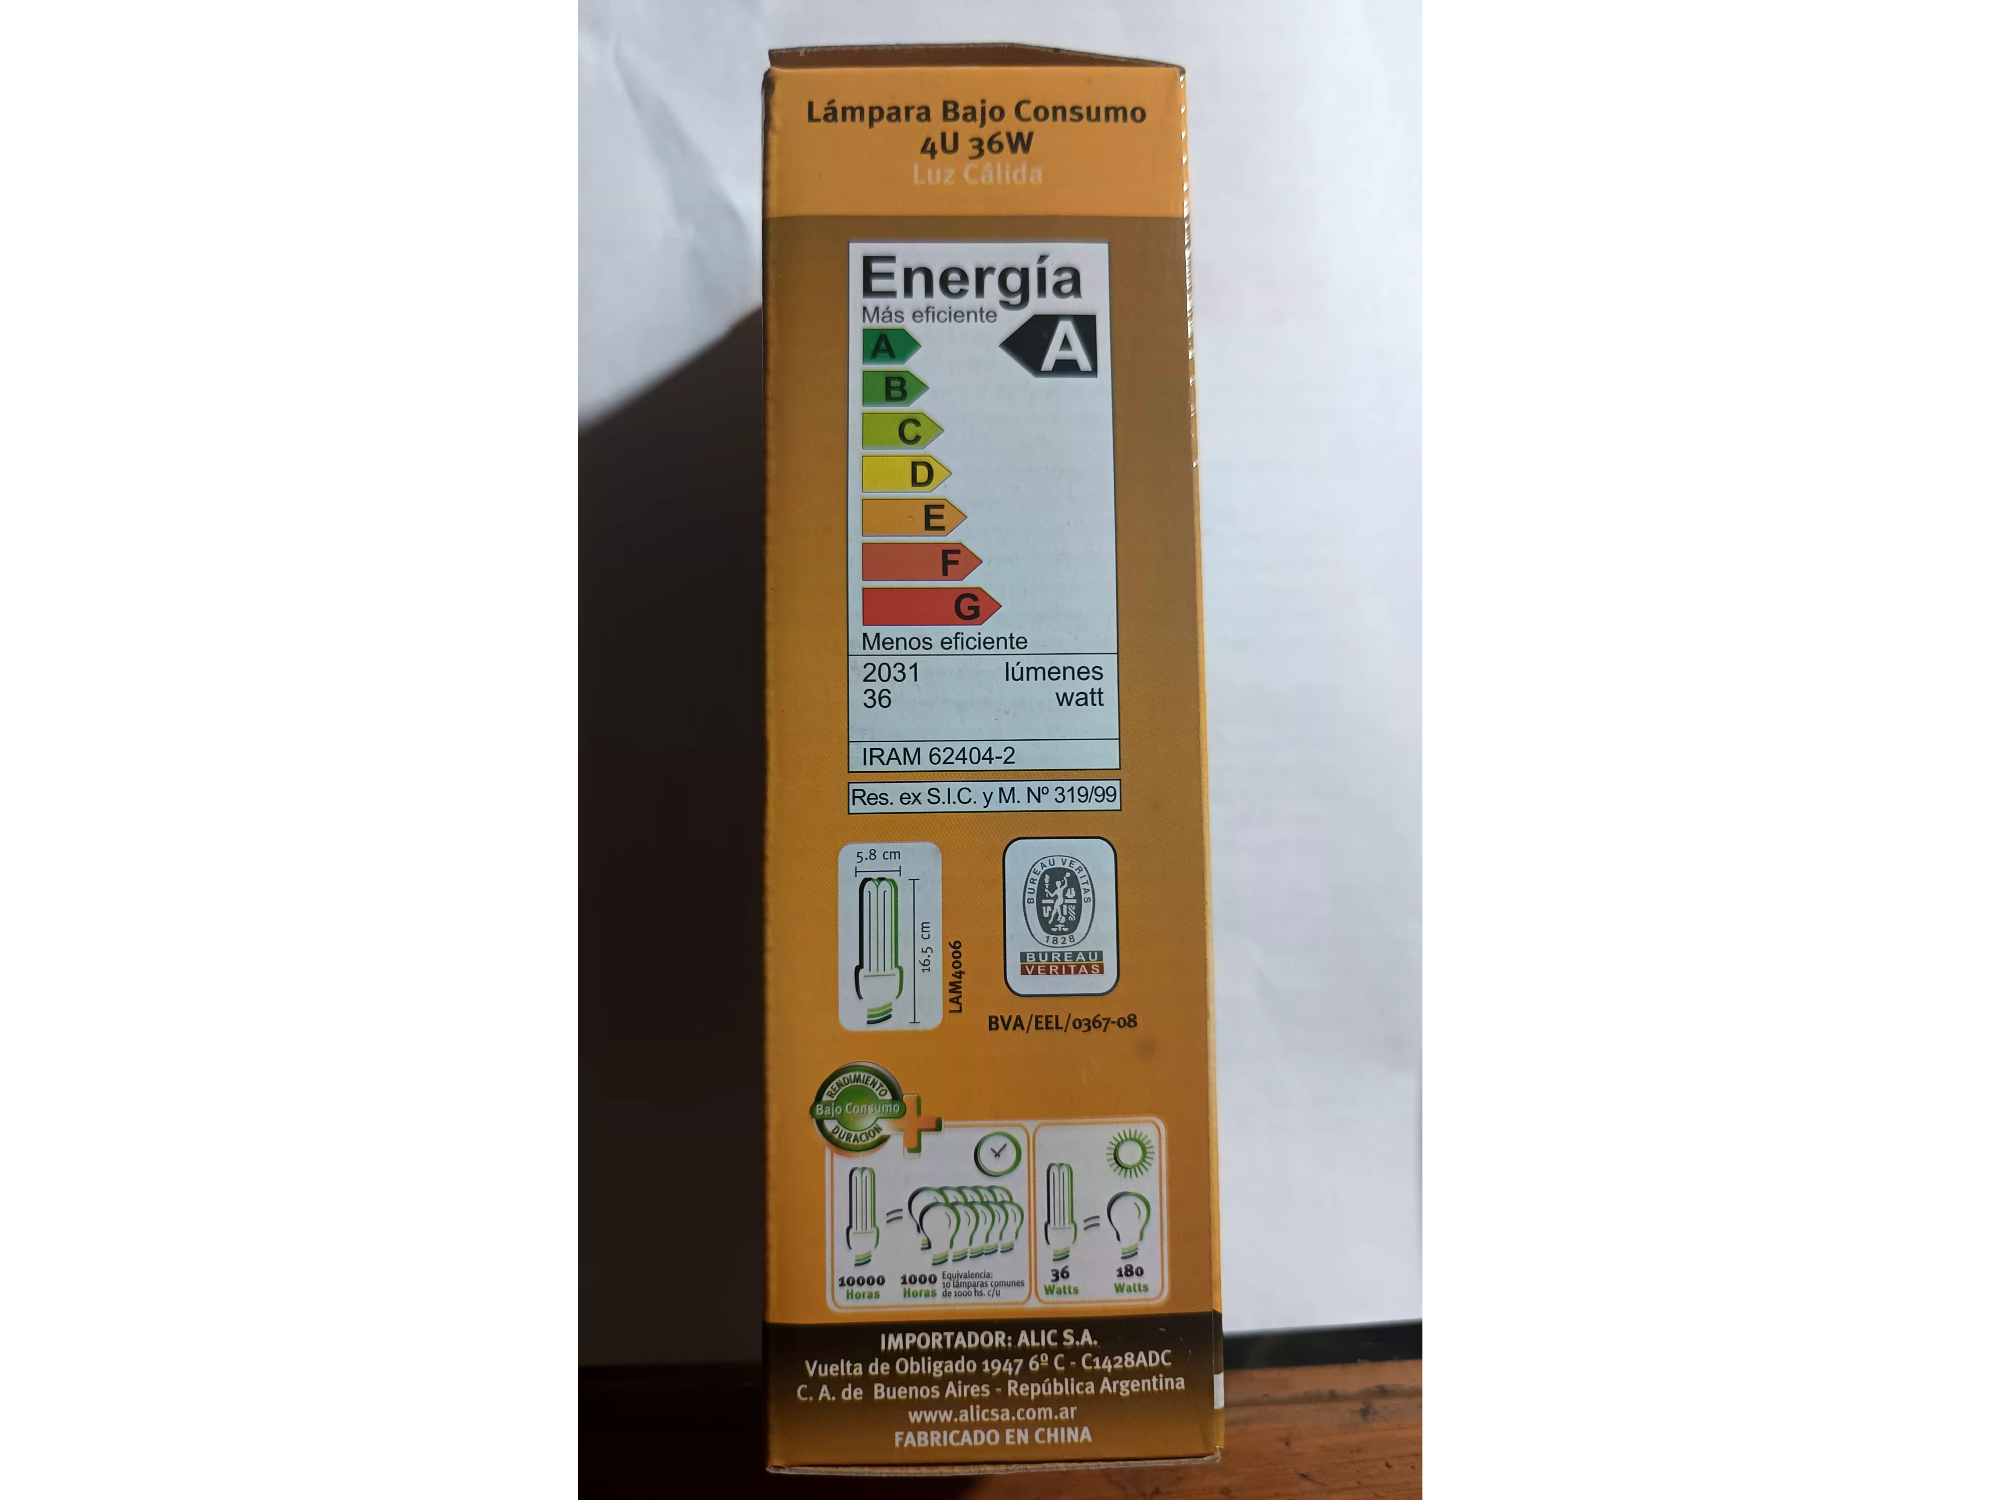 Lámpara Bajo Consumo
4U 36W
Luz Cálida
Energía
Más eficiente
A
A
B
C
D
E
F
G
Menos eficiente
2031 lúmenes
36 watt
IRAM 62404-2
Res. ex S.I.C. y M. Nº 319/99
5.8 cm
16.5 cm
LAM4006
BUREAU VERITAS
1828
BUREAU
VERITAS
BVA/EEL/0367-08
RENDIMIENTO
Bajo Consumo
DURACION
10000
Horas
1000
Horas
Equivalencia:
10 lámparas comunes
de 1000 hs. c/u
36
Watts
180
Watts
IMPORTADOR: ALIC S.A.
Vuelta de Obligado 1947 6º C - C1428ADC
C. A. de Buenos Aires - República Argentina
www.alicsa.com.ar
FABRICADO EN CHINA